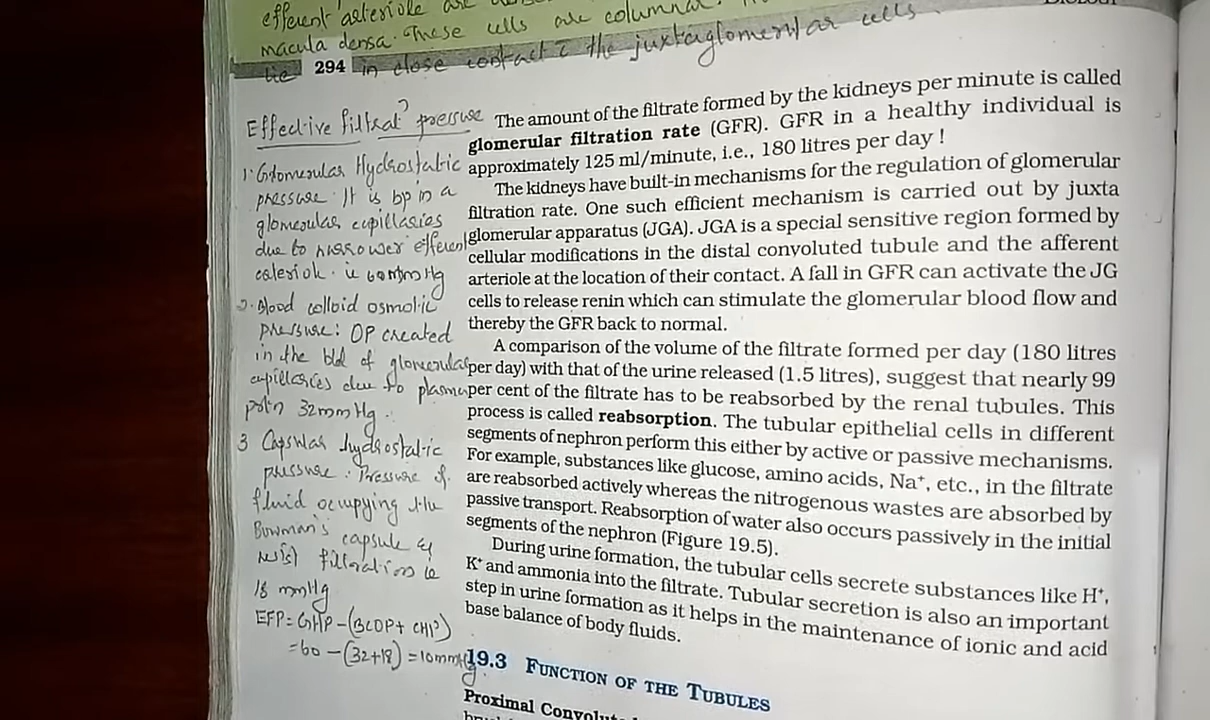 efferent arteriole are
macula densa. These cells are columnar.
lie in close contact c the juxtaglomerular cells
294
Effective filtratn pressure
1. Glomerular Hydrostatic
pressure. It is bp in a
glomerular capillaries
due to narrower efferent
arteriole. ie 60mmHg
2. Blood colloid osmotic
pressure: OP created
in the bld of glomerular
capillaries due to plasma
protn 32mmHg.
3 Capsular hydrostatic
pressure: Pressure of
fluid occupying the
Bowman's capsule &
filtration ie
18 mmHg
EFP=GHP-(BCOP+CHP)
=60-(32+18)=10mmHg
The amount of the filtrate formed by the kidneys per minute is called
glomerular filtration rate (GFR). GFR in a healthy individual is
approximately 125 ml/minute, i.e., 180 litres per day !
The kidneys have built-in mechanisms for the regulation of glomerular
filtration rate. One such efficient mechanism is carried out by juxta
glomerular apparatus (JGA). JGA is a special sensitive region formed by
cellular modifications in the distal convoluted tubule and the afferent
arteriole at the location of their contact. A fall in GFR can activate the JG
cells to release renin which can stimulate the glomerular blood flow and
thereby the GFR back to normal.
A comparison of the volume of the filtrate formed per day (180 litres
per day) with that of the urine released (1.5 litres), suggest that nearly 99
per cent of the filtrate has to be reabsorbed by the renal tubules. This
process is called reabsorption. The tubular epithelial cells in different
segments of nephron perform this either by active or passive mechanisms.
For example, substances like glucose, amino acids, Na⁺, etc., in the filtrate
are reabsorbed actively whereas the nitrogenous wastes are absorbed by
passive transport. Reabsorption of water also occurs passively in the initial
segments of the nephron (Figure 19.5).
During urine formation, the tubular cells secrete substances like H⁺,
K⁺ and ammonia into the filtrate. Tubular secretion is also an important
step in urine formation as it helps in the maintenance of ionic and acid
base balance of body fluids.
19.3 FUNCTION OF THE TUBULES
Proximal